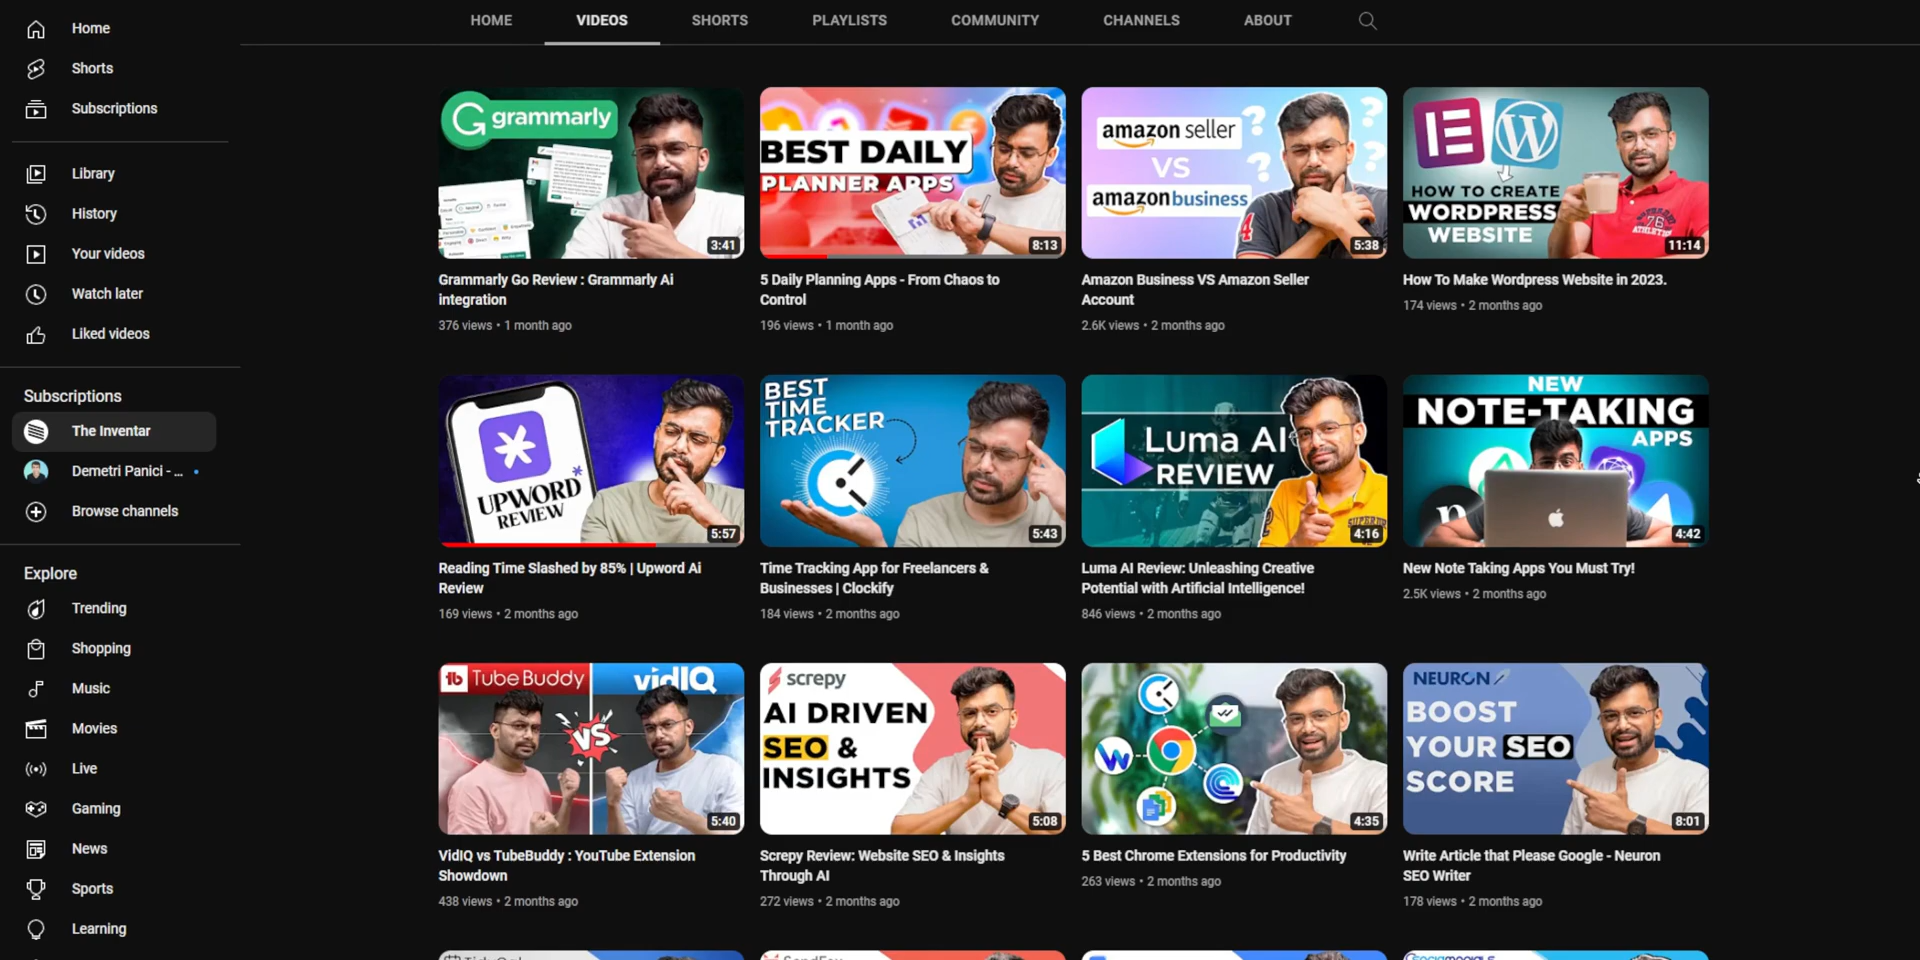 HOME VIDEOS SHORTS PLAYLISTS COMMUNITY CHANNELS ABOUT
Home
Shorts
Subscriptions
Library
History
Your videos
Watch later
Liked videos
Subscriptions
The Inventar
Demetri Panici - ...
Browse channels
Explore
Trending
Shopping
Music
Movies
Live
Gaming
News
Sports
Learning
grammarly
3:41
Grammarly Go Review : Grammarly Ai
integration
376 views • 1 month ago
BEST DAILY
PLANNER APPS
8:13
5 Daily Planning Apps - From Chaos to
Control
196 views • 1 month ago
amazon seller
VS
amazon business
5:38
Amazon Business VS Amazon Seller
Account
2.6K views • 2 months ago
HOW TO CREATE
WORDPRESS
WEBSITE
76
11:14
How To Make Wordpress Website in 2023.
174 views • 2 months ago
UPWORD
REVIEW
5:57
Reading Time Slashed by 85% | Upword Ai
Review
169 views • 2 months ago
BEST
TIME
TRACKER
5:43
Time Tracking App for Freelancers &
Businesses | Clockify
184 views • 2 months ago
Luma AI
REVIEW
4:16
Luma AI Review: Unleashing Creative
Potential with Artificial Intelligence!
846 views • 2 months ago
NEW
NOTE-TAKING
APPS
4:42
New Note Taking Apps You Must Try!
2.5K views • 2 months ago
TubeBuddy vidIQ
VS
5:40
VidIQ vs TubeBuddy : YouTube Extension
Showdown
438 views • 2 months ago
screpy
AI DRIVEN
SEO &
INSIGHTS
5:08
Screpy Review: Website SEO & Insights
Through AI
272 views • 2 months ago
4:35
5 Best Chrome Extensions for Productivity
263 views • 2 months ago
NEURON
BOOST
YOUR SEO
SCORE
8:01
Write Article that Please Google - Neuron
SEO Writer
178 views • 2 months ago